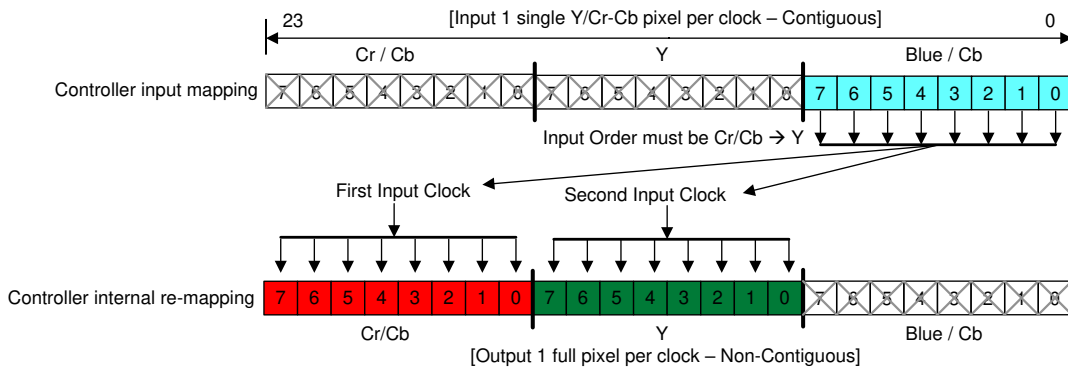 [Input 1 single Y/Cr-Cb pixel per clock – Contiguous]
23 0
Cr / Cb Y Blue / Cb
Controller input mapping 7 6 5 4 3 2 1 0 7 6 5 4 3 2 1 0 7 6 5 4 3 2 1 0
Input Order must be Cr/Cb → Y
First Input Clock Second Input Clock
Controller internal re-mapping 7 6 5 4 3 2 1 0 7 6 5 4 3 2 1 0 7 6 5 4 3 2 1 0
Cr/Cb Y Blue / Cb
[Output 1 full pixel per clock – Non-Contiguous]